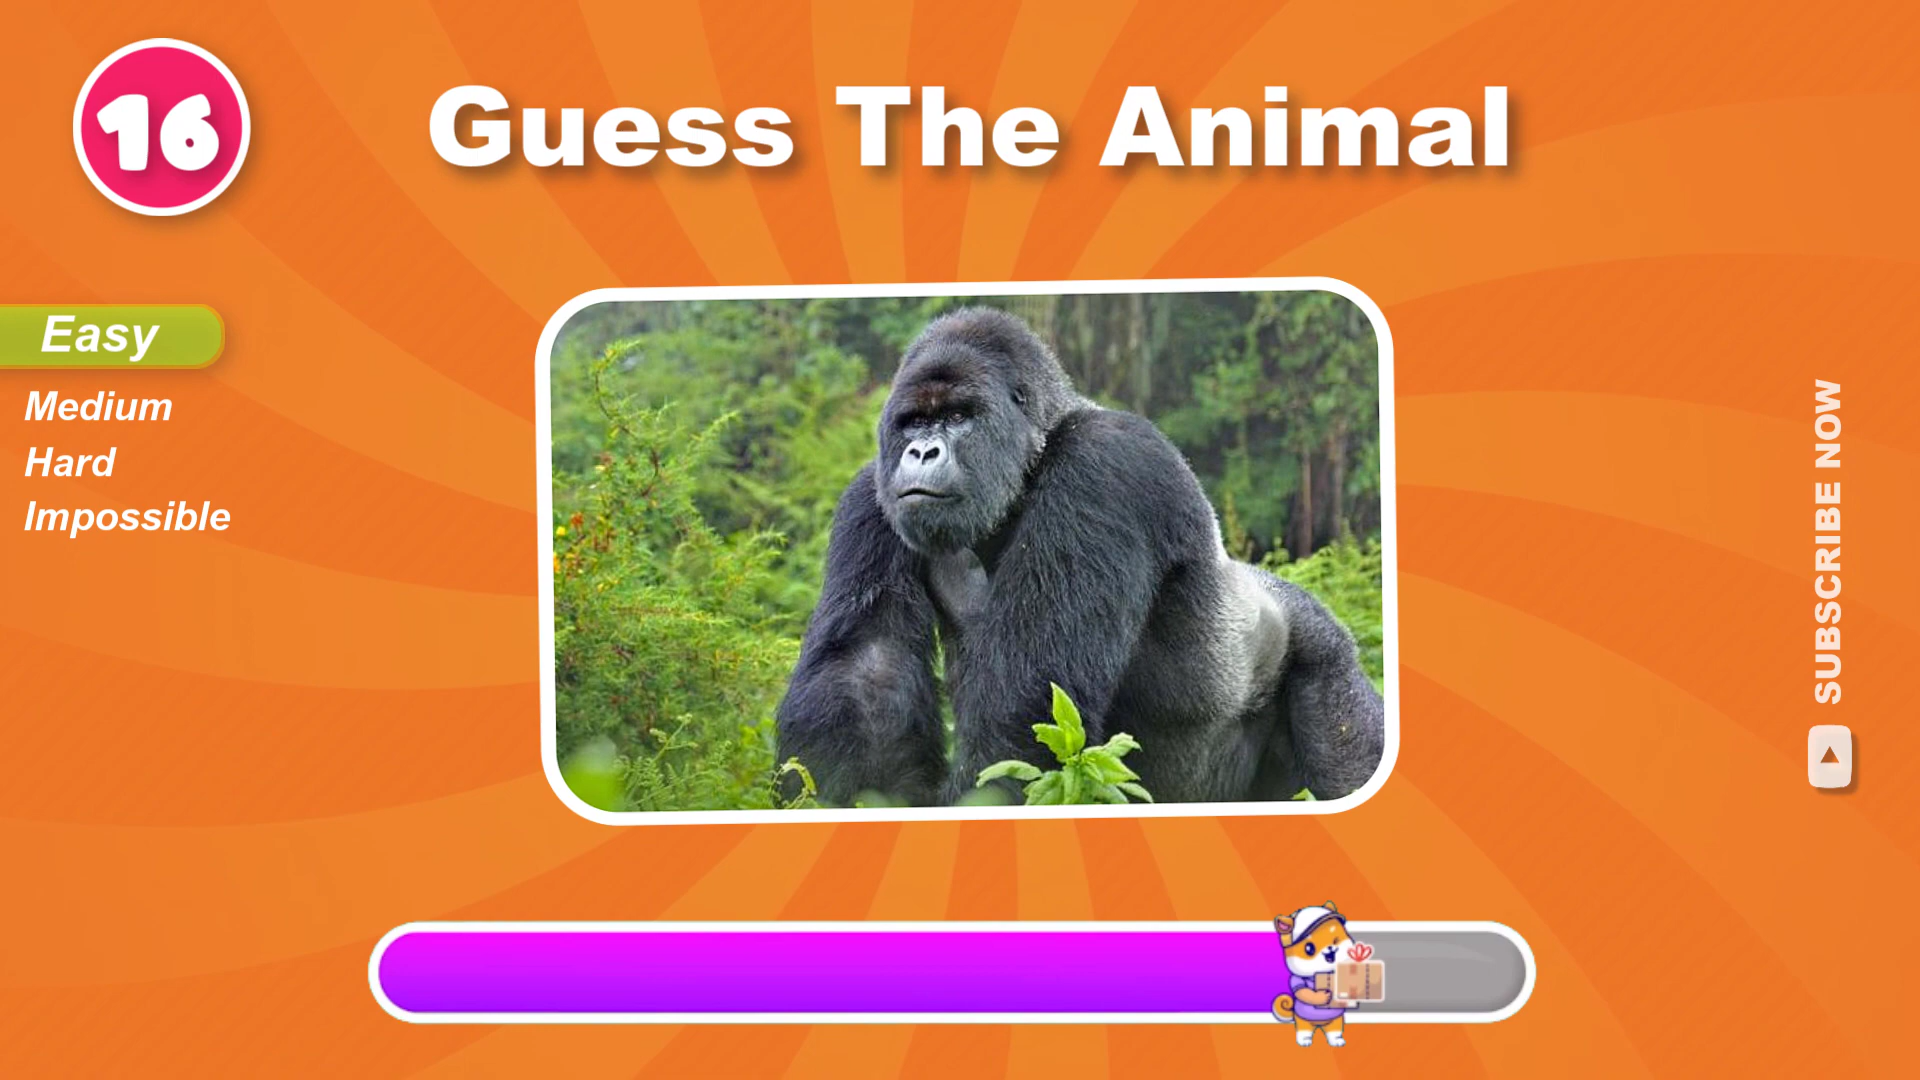 16
Guess The Animal
Easy
Medium
Hard
Impossible
SUBSCRIBE NOW